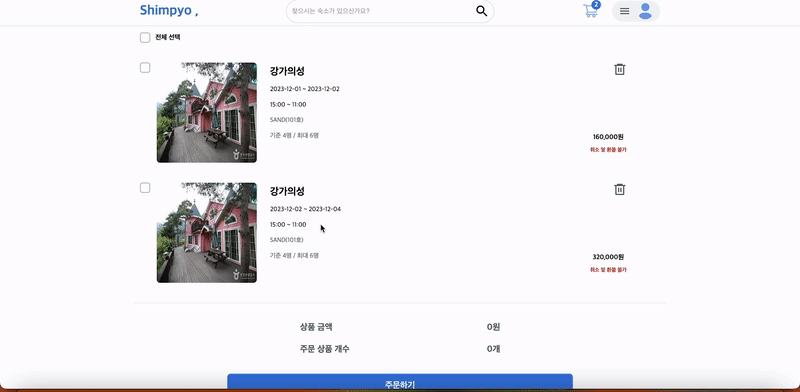 Shimpyo ,
찾으시는 숙소가 있으신가요?
2
전체 선택
강가의성
2023-12-01 ~ 2023-12-02
15:00 ~ 11:00
SAND(101호)
기준 4명 / 최대 6명
160,000원
취소 및 환불 불가
강가의성
2023-12-02 ~ 2023-12-04
15:00 ~ 11:00
SAND(101호)
기준 4명 / 최대 6명
320,000원
취소 및 환불 불가
상품 금액 0원
주문 상품 개수 0개
주문하기